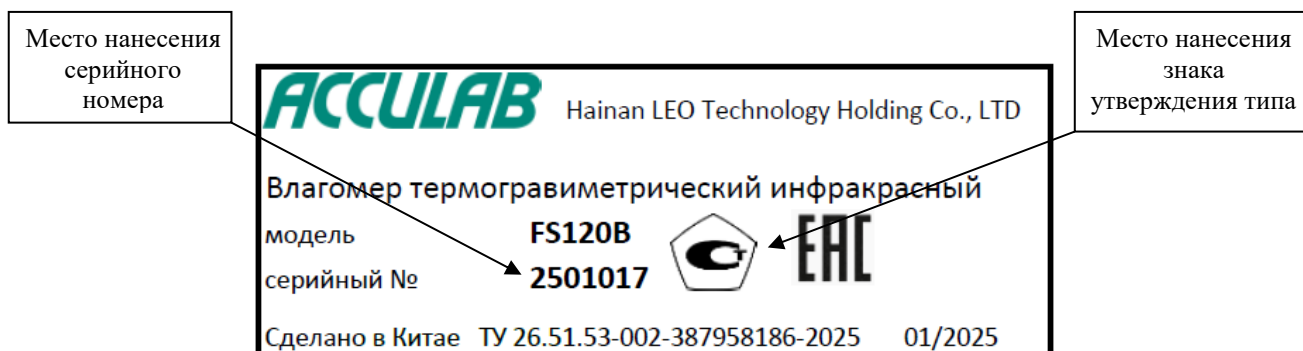 Место нанесения
серийного
номера
Место нанесения
знака
утверждения типа
ACCULAB Hainan LEO Technology Holding Co., LTD
Влагомер термогравиметрический инфракрасный
модель FS120B
серийный № 2501017
Ст
ЕАС
Сделано в Китае ТУ 26.51.53-002-387958186-2025 01/2025